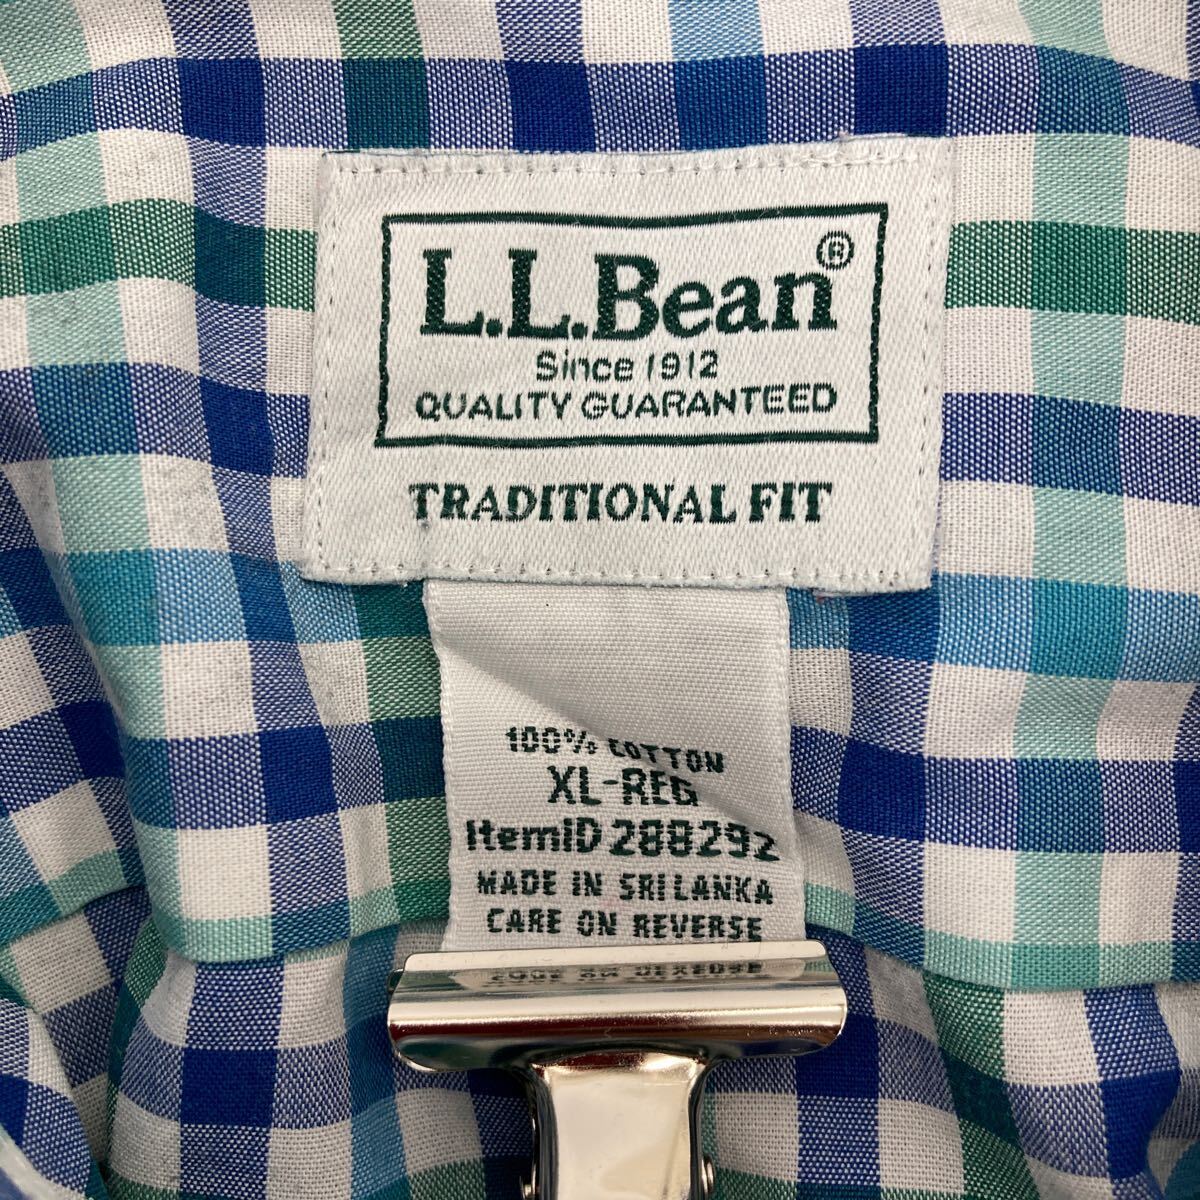 L.L.Bean®
Since 1912
QUALITY GUARANTEED
TRADITIONAL FIT
100% COTTON
XL-REG
ItemID 288292
MADE IN SRI LANKA
CARE ON REVERSE